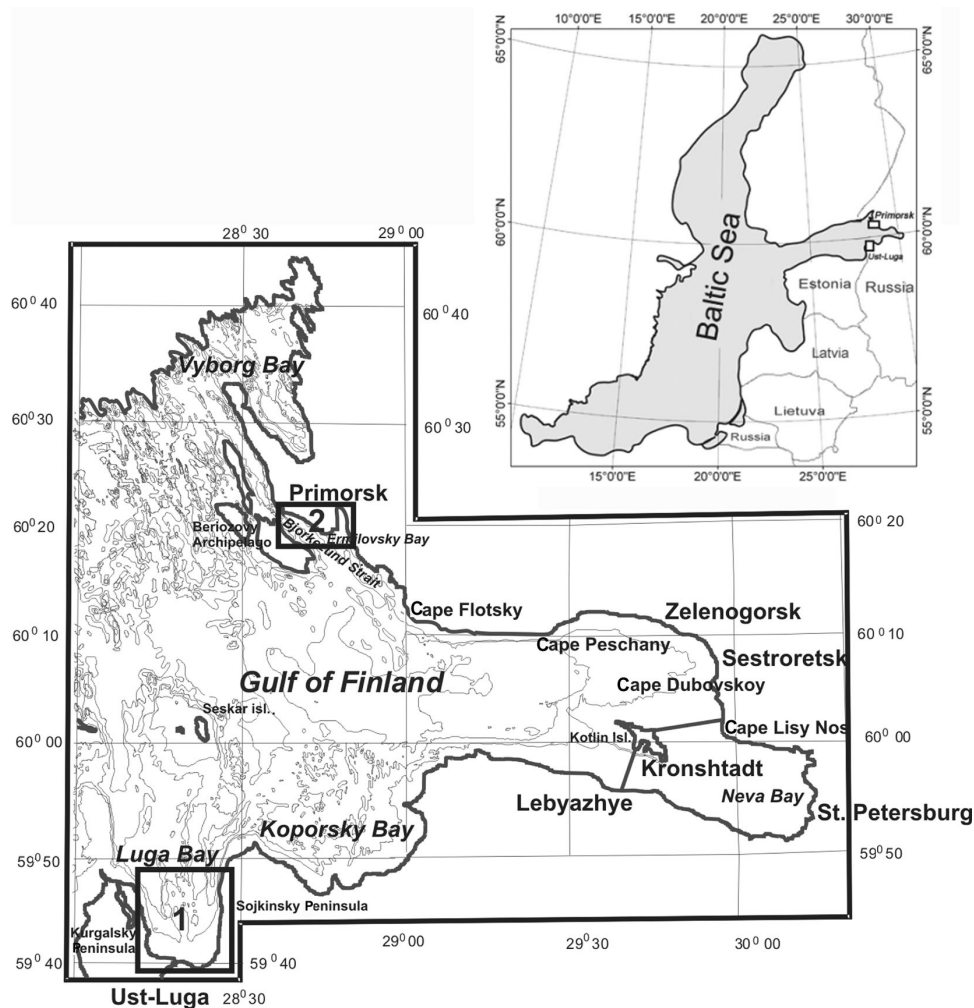 10°0'0"E 15°0'0"E 20°0'0"E 25°0'0"E 30°0'0"E
65°0'0"N
65°0'0"N
60°0'0"N
60°0'0"N
55°0'0"N
55°0'0"N
15°0'0"E 20°0'0"E 25°0'0"E
Baltic Sea
Primorsk
Ust-Luga
Estonia
Russia
Latvia
Lietuva
Russia
28⁰ 30
29⁰ 00
60⁰ 40
60⁰ 40
Vyborg Bay
60⁰ 30
60⁰ 30
Primorsk
2
60⁰ 20
60⁰ 20
Beriozovy
Archipelago
Ermilovsky Bay
Bjorkezund Strait
Cape Flotsky
Zelenogorsk
60⁰ 10
60⁰ 10
Cape Peschany
Sestroretsk
Gulf of Finland
Cape Dubovskoy
Seskar isl..
Cape Lisy Nos
60⁰ 00
60⁰ 00
Kotlin Isl.
Kronshtadt
Neva Bay
Lebyazhye
St. Petersburg
Koporsky Bay
59⁰ 50
59⁰ 50
Luga Bay
1
Sojkinsky Peninsula
Kurgalsky
Peninsula
29⁰ 00
29⁰ 30
30⁰ 00
59⁰ 40
59⁰ 40
Ust-Luga
28⁰ 30